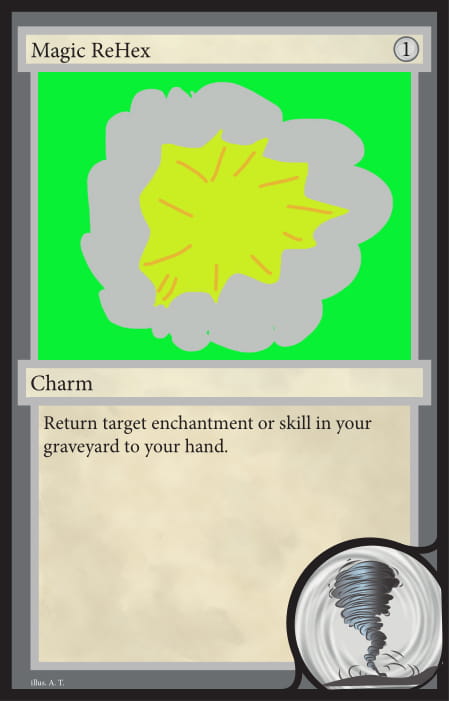 Magic ReHex 1
Charm
Return target enchantment or skill in your
graveyard to your hand.
illus. A. T.